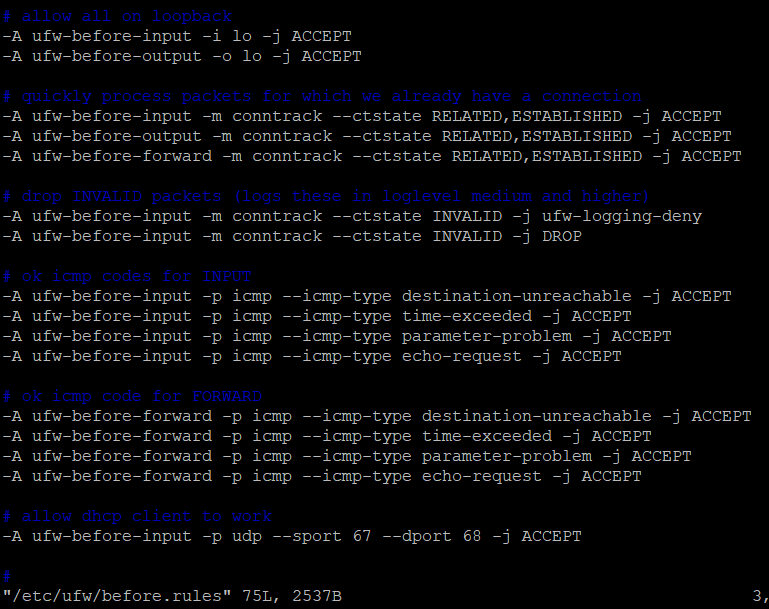 # allow all on loopback
-A ufw-before-input -i lo -j ACCEPT
-A ufw-before-output -o lo -j ACCEPT
# quickly process packets for which we already have a connection
-A ufw-before-input -m conntrack --ctstate RELATED,ESTABLISHED -j ACCEPT
-A ufw-before-output -m conntrack --ctstate RELATED,ESTABLISHED -j ACCEPT
-A ufw-before-forward -m conntrack --ctstate RELATED,ESTABLISHED -j ACCEPT
# drop INVALID packets (logs these in loglevel medium and higher)
-A ufw-before-input -m conntrack --ctstate INVALID -j ufw-logging-deny
-A ufw-before-input -m conntrack --ctstate INVALID -j DROP
# ok icmp codes for INPUT
-A ufw-before-input -p icmp --icmp-type destination-unreachable -j ACCEPT
-A ufw-before-input -p icmp --icmp-type time-exceeded -j ACCEPT
-A ufw-before-input -p icmp --icmp-type parameter-problem -j ACCEPT
-A ufw-before-input -p icmp --icmp-type echo-request -j ACCEPT
# ok icmp code for FORWARD
-A ufw-before-forward -p icmp --icmp-type destination-unreachable -j ACCEPT
-A ufw-before-forward -p icmp --icmp-type time-exceeded -j ACCEPT
-A ufw-before-forward -p icmp --icmp-type parameter-problem -j ACCEPT
-A ufw-before-forward -p icmp --icmp-type echo-request -j ACCEPT
# allow dhcp client to work
-A ufw-before-input -p udp --sport 67 --dport 68 -j ACCEPT
#
"/etc/ufw/before.rules" 75L, 2537B 3,